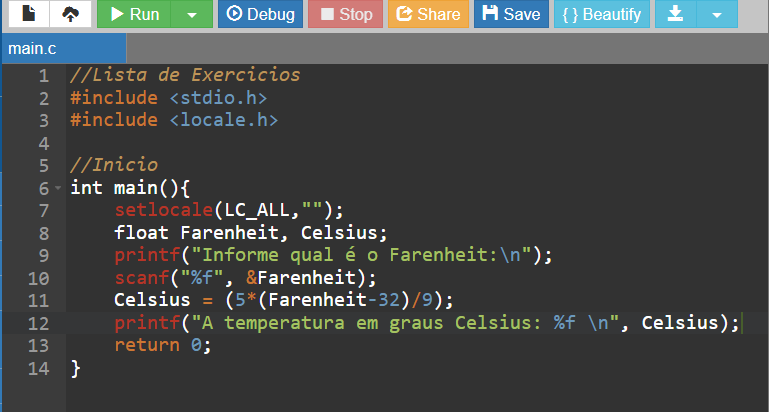 Run Debug Stop Share Save { } Beautify
main.c
1 //Lista de Exercicios
2 #include <stdio.h>
3 #include <locale.h>
4
5 //Inicio
6 int main(){
7 setlocale(LC_ALL,"");
8 float Farenheit, Celsius;
9 printf("Informe qual é o Farenheit:\n");
10 scanf("%f", &Farenheit);
11 Celsius = (5*(Farenheit-32)/9);
12 printf("A temperatura em graus Celsius: %f \n", Celsius);
13 return 0;
14 }